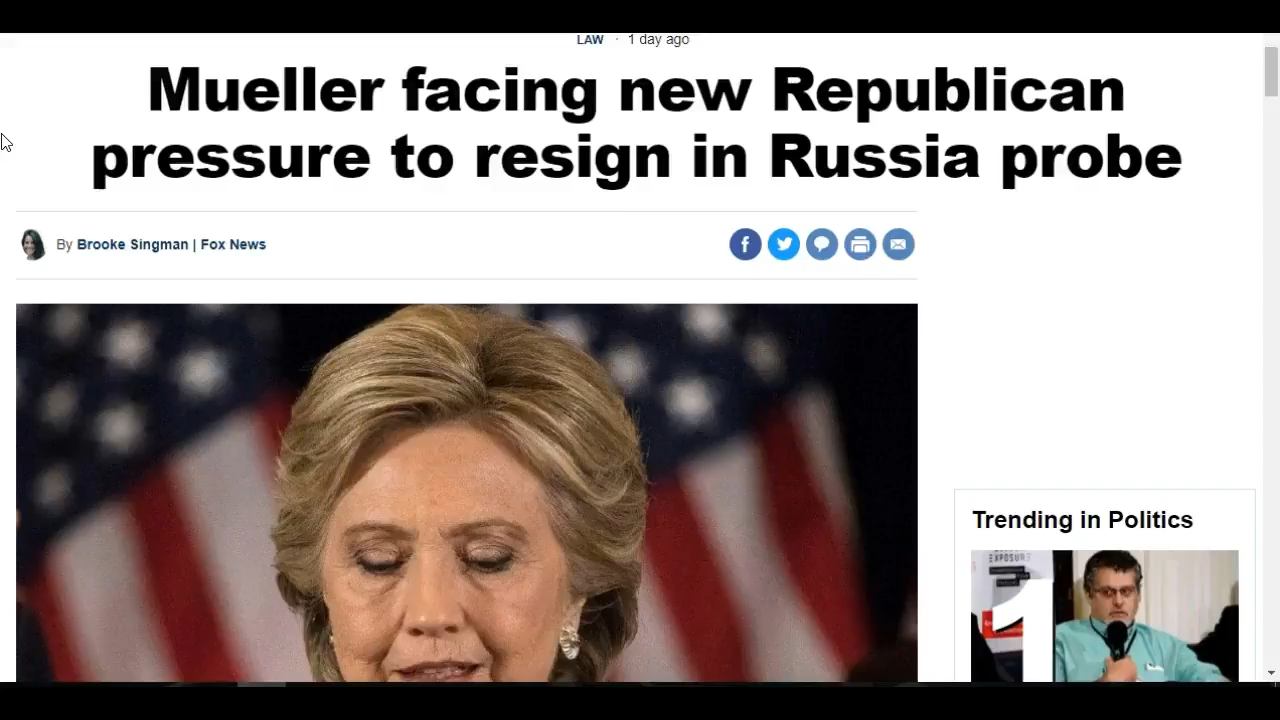 LAW · 1 day ago
Mueller facing new Republican
pressure to resign in Russia probe
By Brooke Singman | Fox News
Trending in Politics
EXPOSURE
1